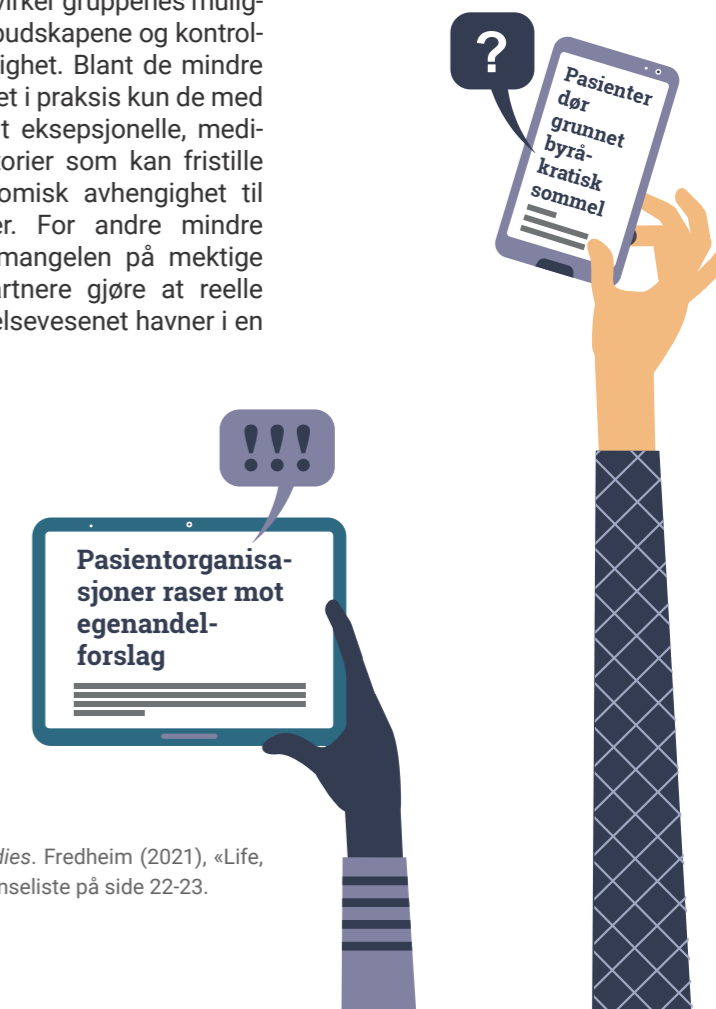 virker gruppenes mulig-
budskapene og kontrol-
ighet. Blant de mindre
et i praksis kun de med
t eksepsjonelle, medi-
torier som kan fristille
omisk avhengighet til
er. For andre mindre
mangelen på mektige
artnere gjøre at reelle
elsevesenet havner i en
?
Pasienter
dør
grunnet
byrå-
kratisk
sommel
!!!
Pasientorganisa-
sjoner raser mot
egenandel-
forslag
dies. Fredheim (2021), «Life,
nseliste på side 22-23.